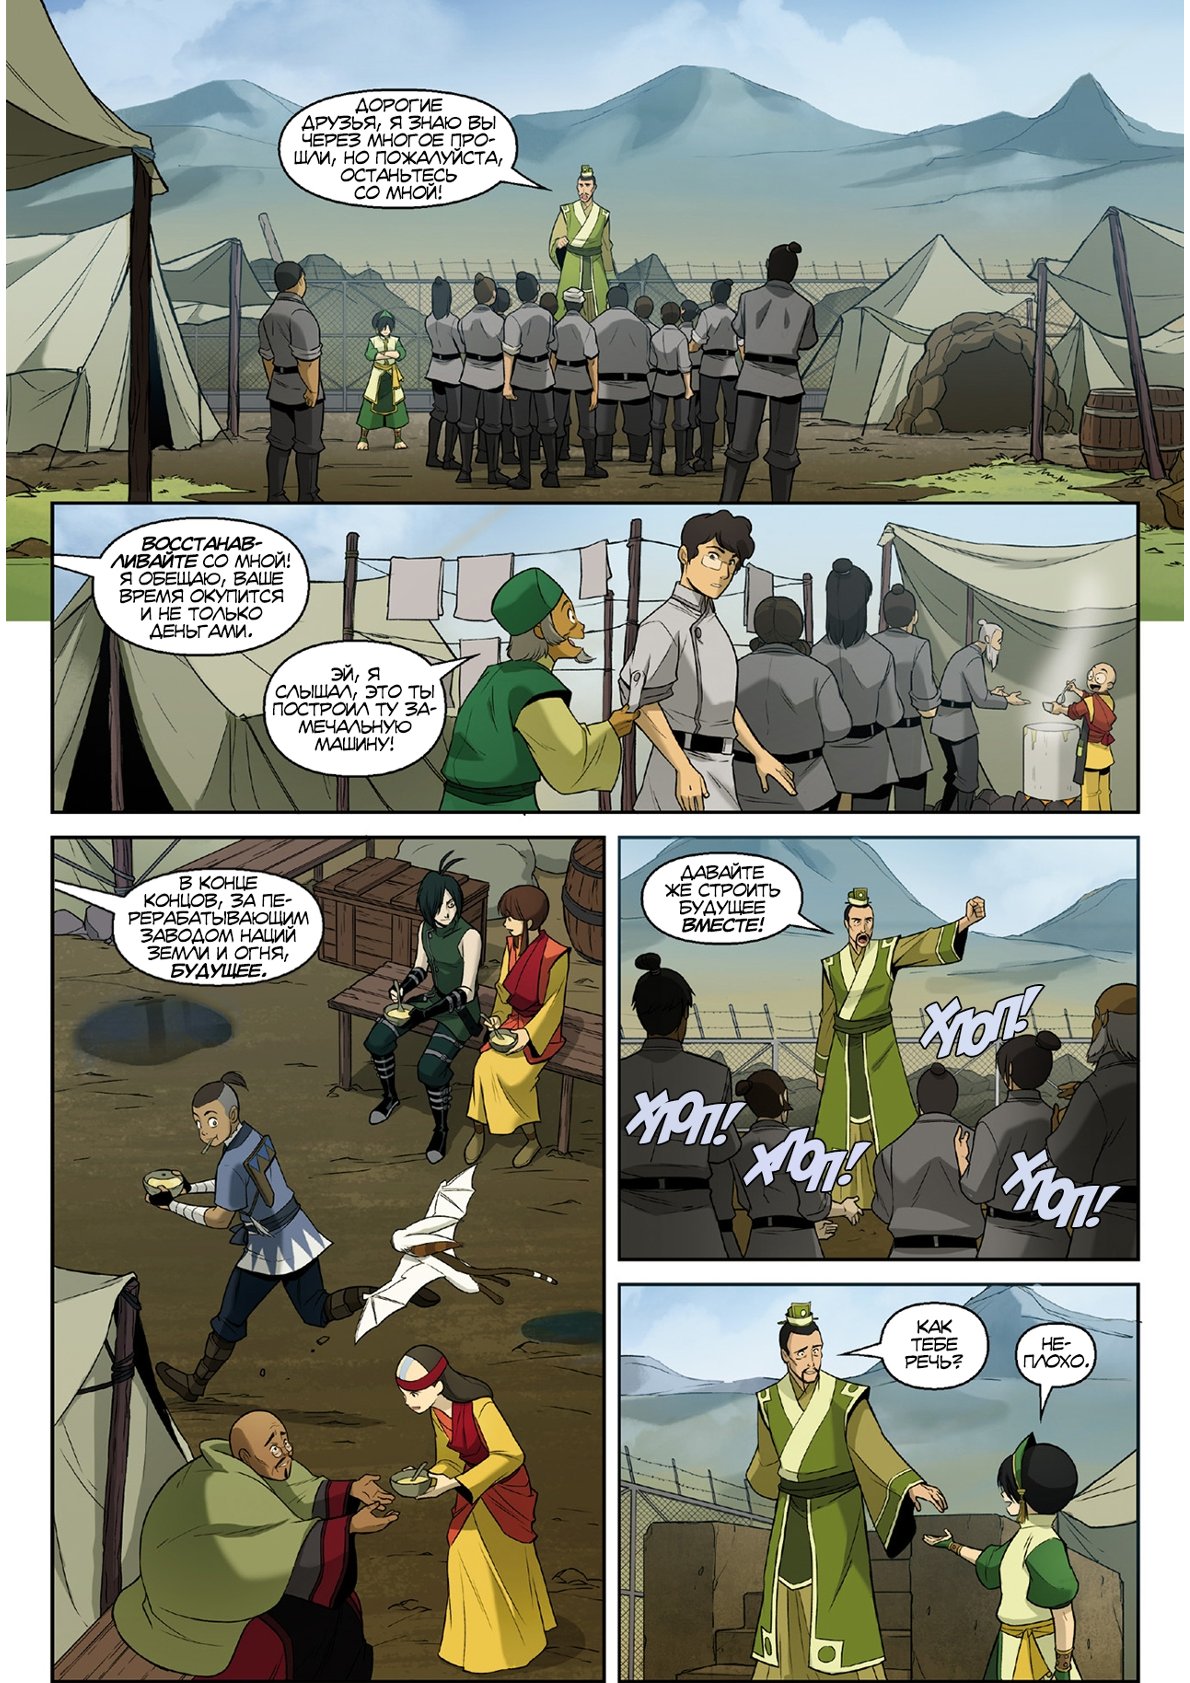 ДОРОГИЕ
ДРУЗЬЯ, Я ЗНАЮ ВЫ
ЧЕРЕЗ МНОГОЕ ПРО-
ШЛИ, НО ПОЖАЛУЙСТА,
ОСТАНЬТЕСЬ
СО МНОЙ!
ВОССТАНАВ-
ЛИВАЙТЕ СО МНОЙ!
Я ОБЕЩАЮ, ВАШЕ
ВРЕМЯ ОКУПИТСЯ
И НЕ ТОЛЬКО
ДЕНЬГАМИ.
ЭЙ, Я
СЛЫШАЛ, ЭТО ТЫ
ПОСТРОИЛ ТУ ЗА-
МЕЧАЛЬНУЮ
МАШИНУ!
В КОНЦЕ
КОНЦОВ, ЗА ПЕ-
РЕРАБАТЫВАЮЩИМ
ЗАВОДОМ НАЦИЙ
ЗЕМЛИ И ОГНЯ,
БУДУЩЕЕ.
ДАВАЙТЕ
ЖЕ СТРОИТЬ
БУДУЩЕЕ
ВМЕСТЕ!
ХЛОП!
ХЛОП!
ХЛОП!
ХЛОП!
КАК
ТЕБЕ
РЕЧЬ?
НЕ-
ПЛОХО.